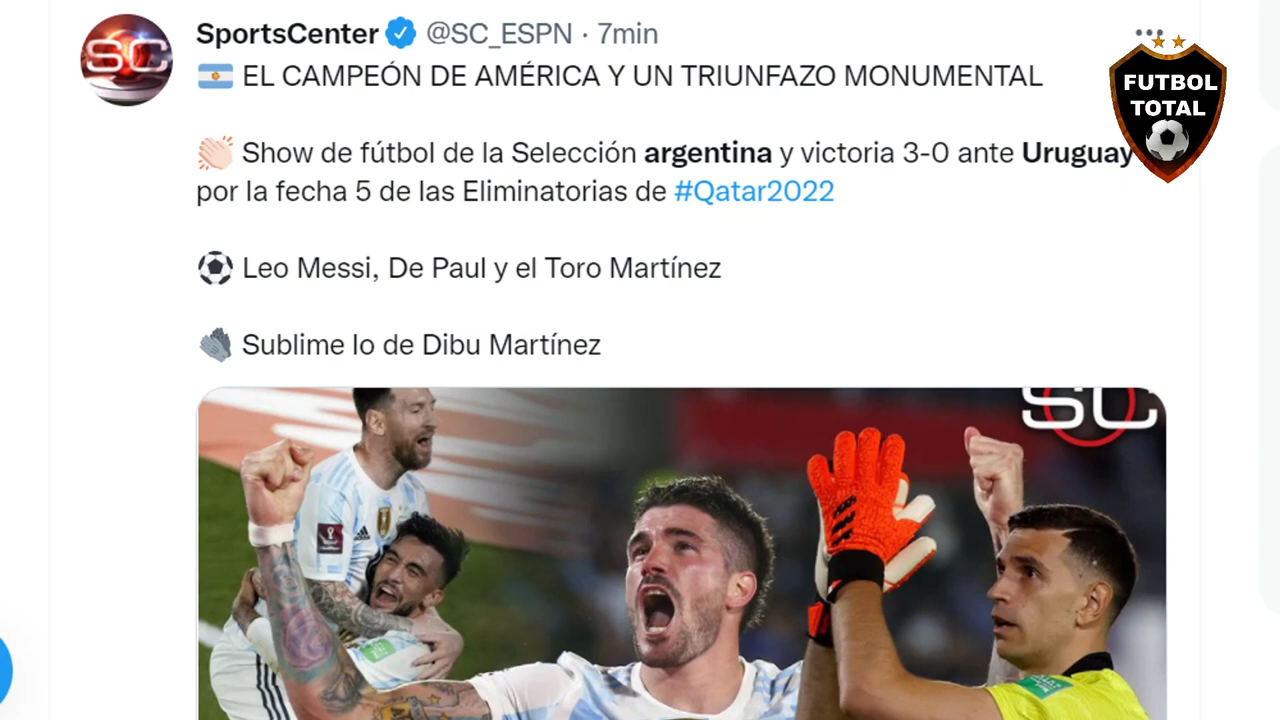 SportsCenter @SC_ESPN · 7min
EL CAMPEÓN DE AMÉRICA Y UN TRIUNFAZO MONUMENTAL
FUTBOL
TOTAL
Show de fútbol de la Selección argentina y victoria 3-0 ante Uruguay
por la fecha 5 de las Eliminatorias de #Qatar2022
Leo Messi, De Paul y el Toro Martínez
Sublime lo de Dibu Martínez
SC
SC